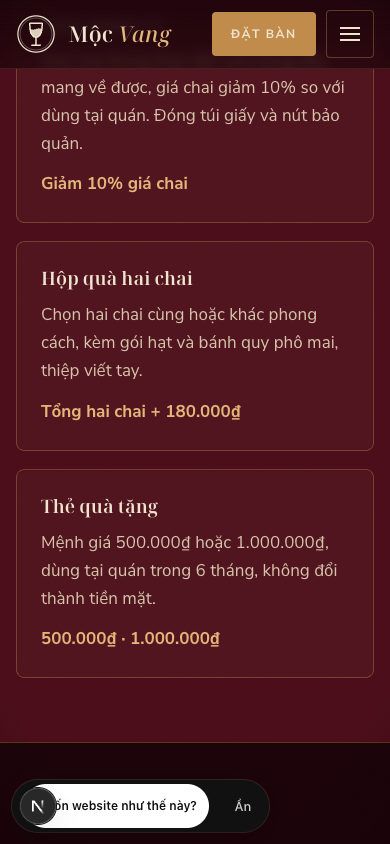 Mộc Vang
ĐẶT BÀN
mang về được, giá chai giảm 10% so với
dùng tại quán. Đóng túi giấy và nút bảo
quản.
Giảm 10% giá chai
Hộp quà hai chai
Chọn hai chai cùng hoặc khác phong
cách, kèm gói hạt và bánh quy phô mai,
thiệp viết tay.
Tổng hai chai + 180.000₫
Thẻ quà tặng
Mệnh giá 500.000₫ hoặc 1.000.000₫,
dùng tại quán trong 6 tháng, không đổi
thành tiền mặt.
500.000₫ · 1.000.000₫
website như thế này?
Ẩn